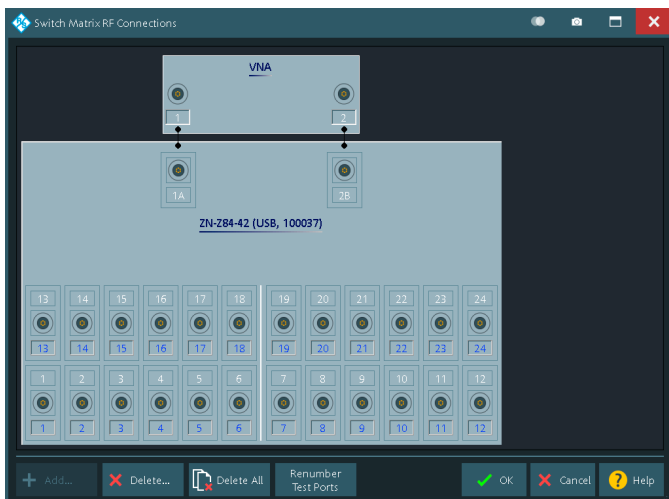 Switch Matrix RF Connections
VNA
1 2
1A 2B
ZN-Z84-42 (USB, 100037)
13 14 15 16 17 18 19 20 21 22 23 24
13 14 15 16 17 18 19 20 21 22 23 24
1 2 3 4 5 6 7 8 9 10 11 12
1 2 3 4 5 6 7 8 9 10 11 12
Add... Delete... Delete All Renumber Test Ports OK Cancel ? Help